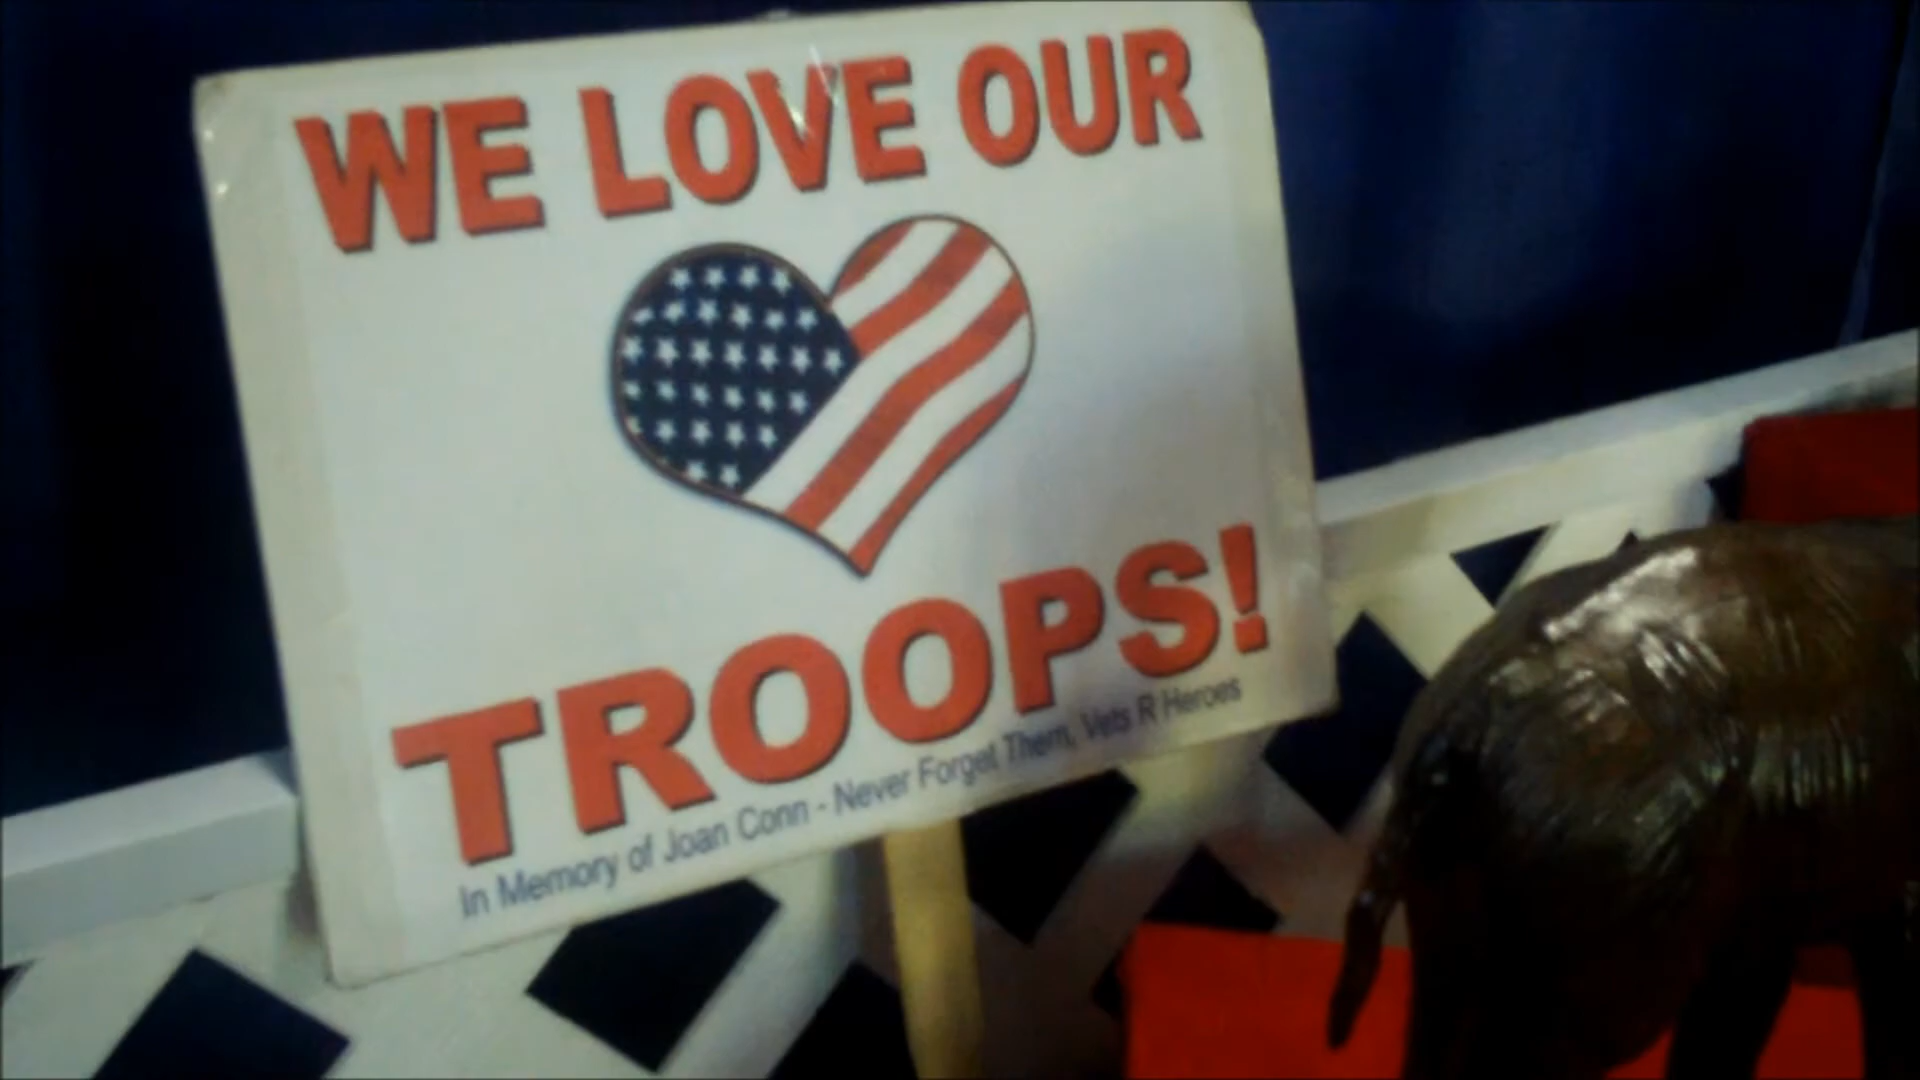 WE LOVE OUR
TROOPS!
In Memory of Joan Conn - Never Forget Them, Vets R Heroes